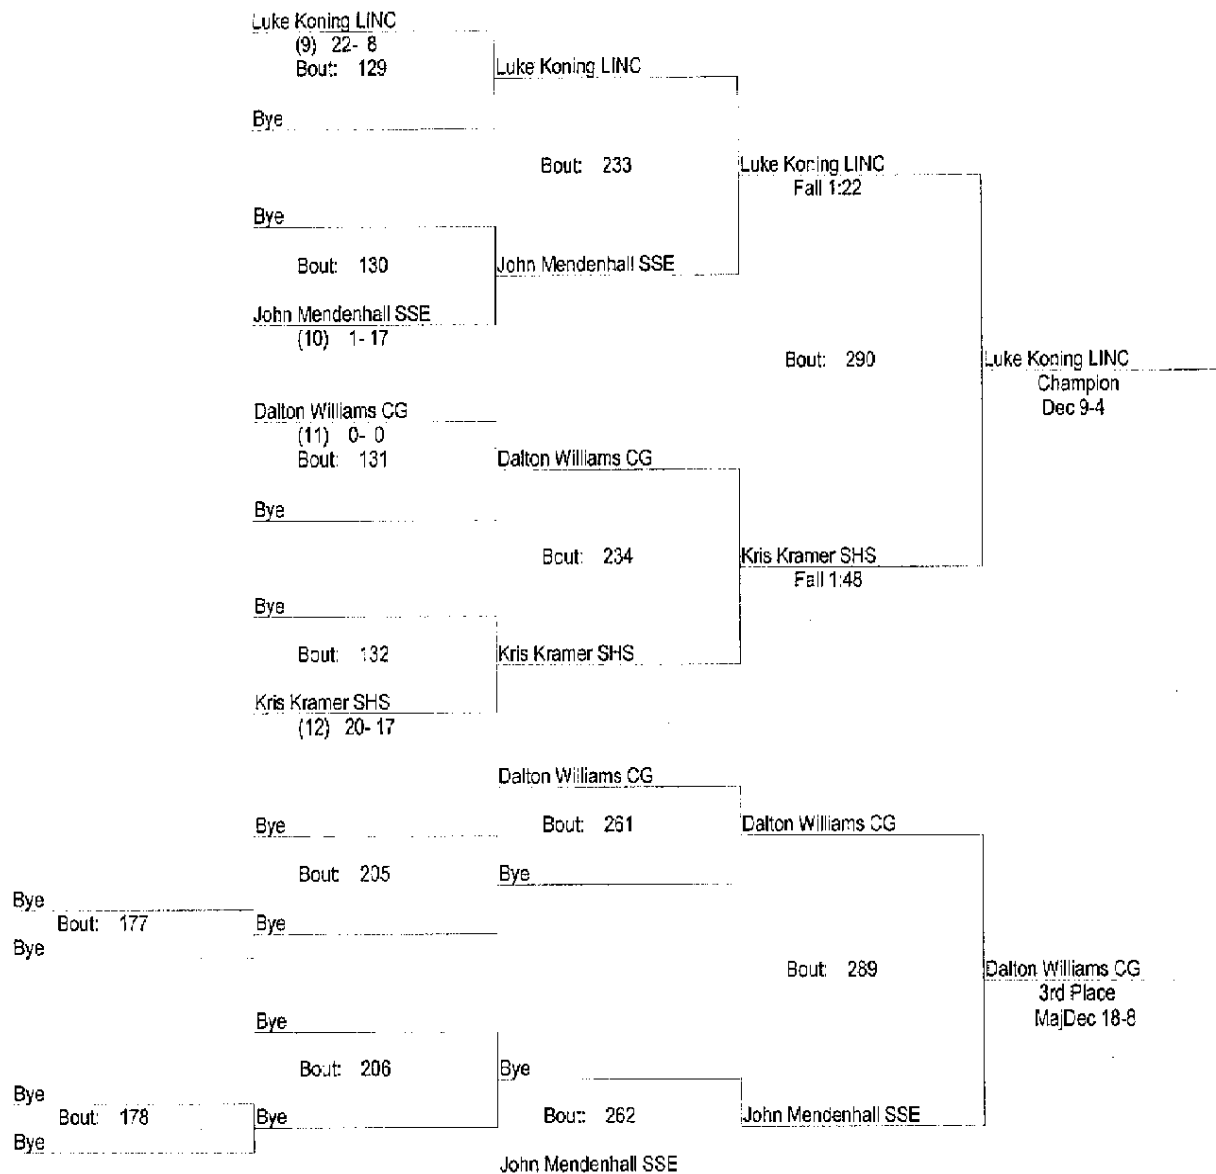 Luke Koning LINC
(9) 22- 8
Bout: 129
Luke Koning LINC
Bye
Bout: 233
Luke Koning LINC
Fall 1:22
Bye
Bout: 130
John Mendenhall SSE
John Mendenhall SSE
(10) 1- 17
Bout: 290
Luke Koning LINC
Champion
Dec 9-4
Dalton Williams CG
(11) 0- 0
Bout: 131
Dalton Williams CG
Bye
Bout: 234
Kris Kramer SHS
Fall 1:48
Bye
Bout: 132
Kris Kramer SHS
Kris Kramer SHS
(12) 20- 17
Dalton Williams CG
Bye
Bout: 261
Dalton Williams CG
Bout: 205
Bye
Bye
Bout: 177
Bye
Bye
Bout: 289
Dalton Williams CG
3rd Place
MajDec 18-8
Bye
Bout: 206
Bye
Bye
Bout: 178
Bye
Bout: 262
John Mendenhall SSE
Bye
John Mendenhall SSE